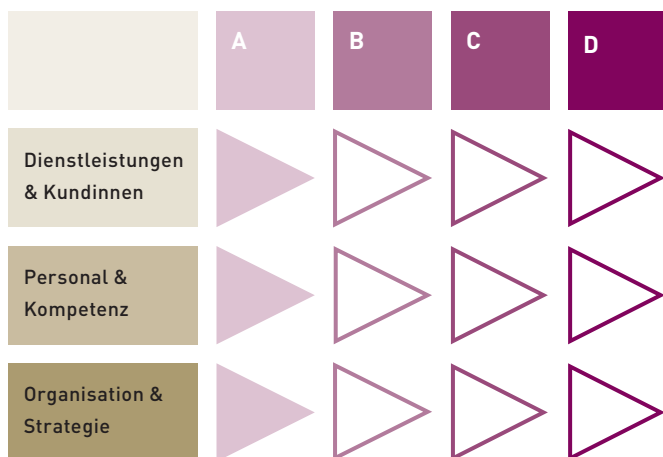 A
B
C
D
Dienstleistungen
& Kundinnen
Personal &
Kompetenz
Organisation &
Strategie